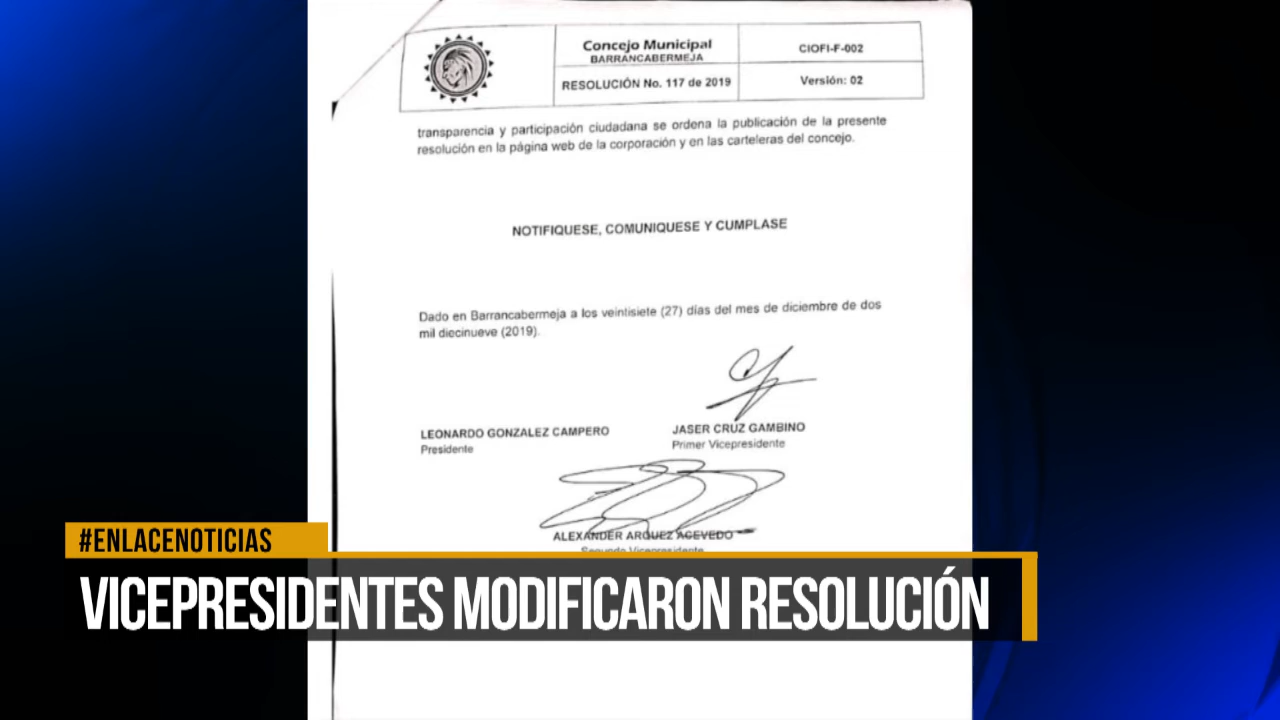 Concejo Municipal
BARRANCABERMEJA
RESOLUCIÓN No. 117 de 2019
CIOFI-F-002
Versión: 02
transparencia y participación ciudadana se ordena la publicación de la presente
resolución en la página web de la corporación y en las carteleras del concejo.
NOTIFIQUESE, COMUNIQUESE Y CUMPLASE
Dado en Barrancabermeja a los veintisiete (27) días del mes de diciembre de dos
mil diecinueve (2019).
LEONARDO GONZALEZ CAMPERO
Presidente
JASER CRUZ GAMBINO
Primer Vicepresidente
ALEXANDER ARQUEZ ACEVEDO
Segundo Vicepresidente
#ENLACENOTICIAS
VICEPRESIDENTES MODIFICARON RESOLUCIÓN